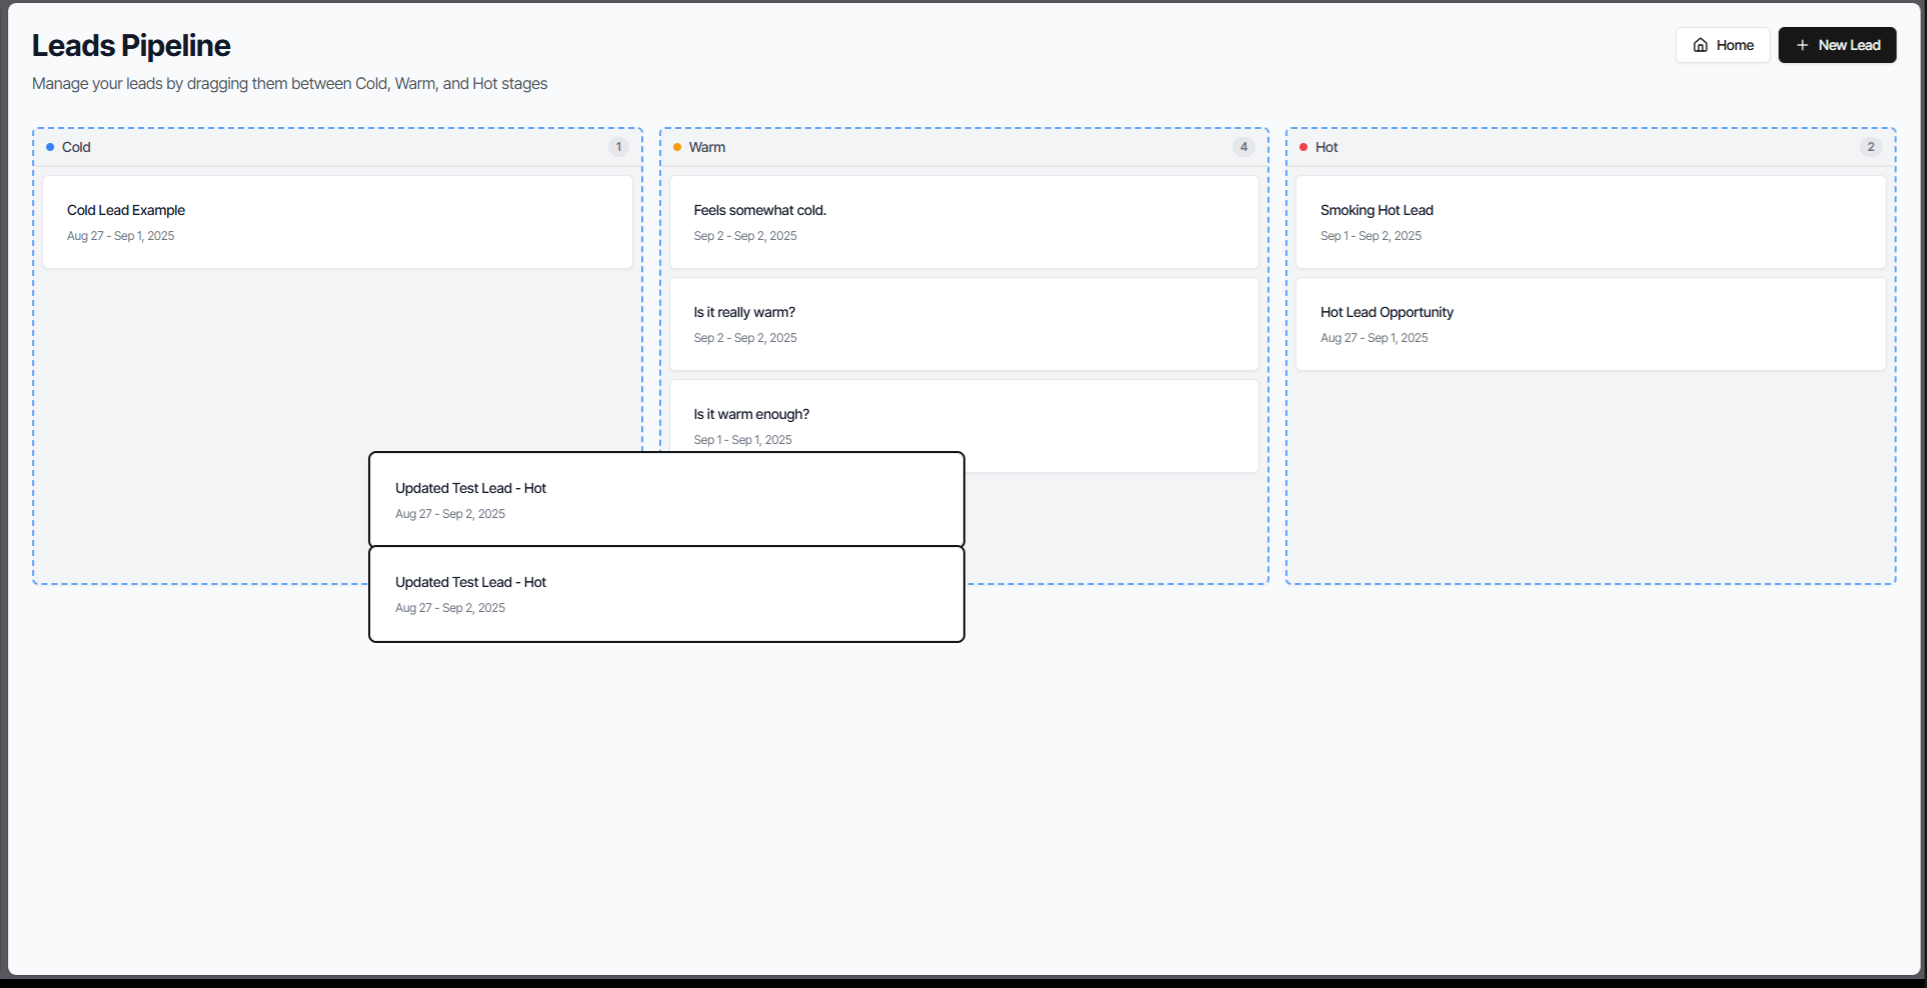 Leads Pipeline
Home
New Lead
Manage your leads by dragging them between Cold, Warm, and Hot stages
Cold
1
Cold Lead Example
Aug 27 - Sep 1, 2025
Warm
4
Feels somewhat cold.
Sep 2 - Sep 2, 2025
Is it really warm?
Sep 2 - Sep 2, 2025
Is it warm enough?
Sep 1 - Sep 1, 2025
Updated Test Lead - Hot
Aug 27 - Sep 2, 2025
Updated Test Lead - Hot
Aug 27 - Sep 2, 2025
Hot
2
Smoking Hot Lead
Sep 1 - Sep 2, 2025
Hot Lead Opportunity
Aug 27 - Sep 1, 2025